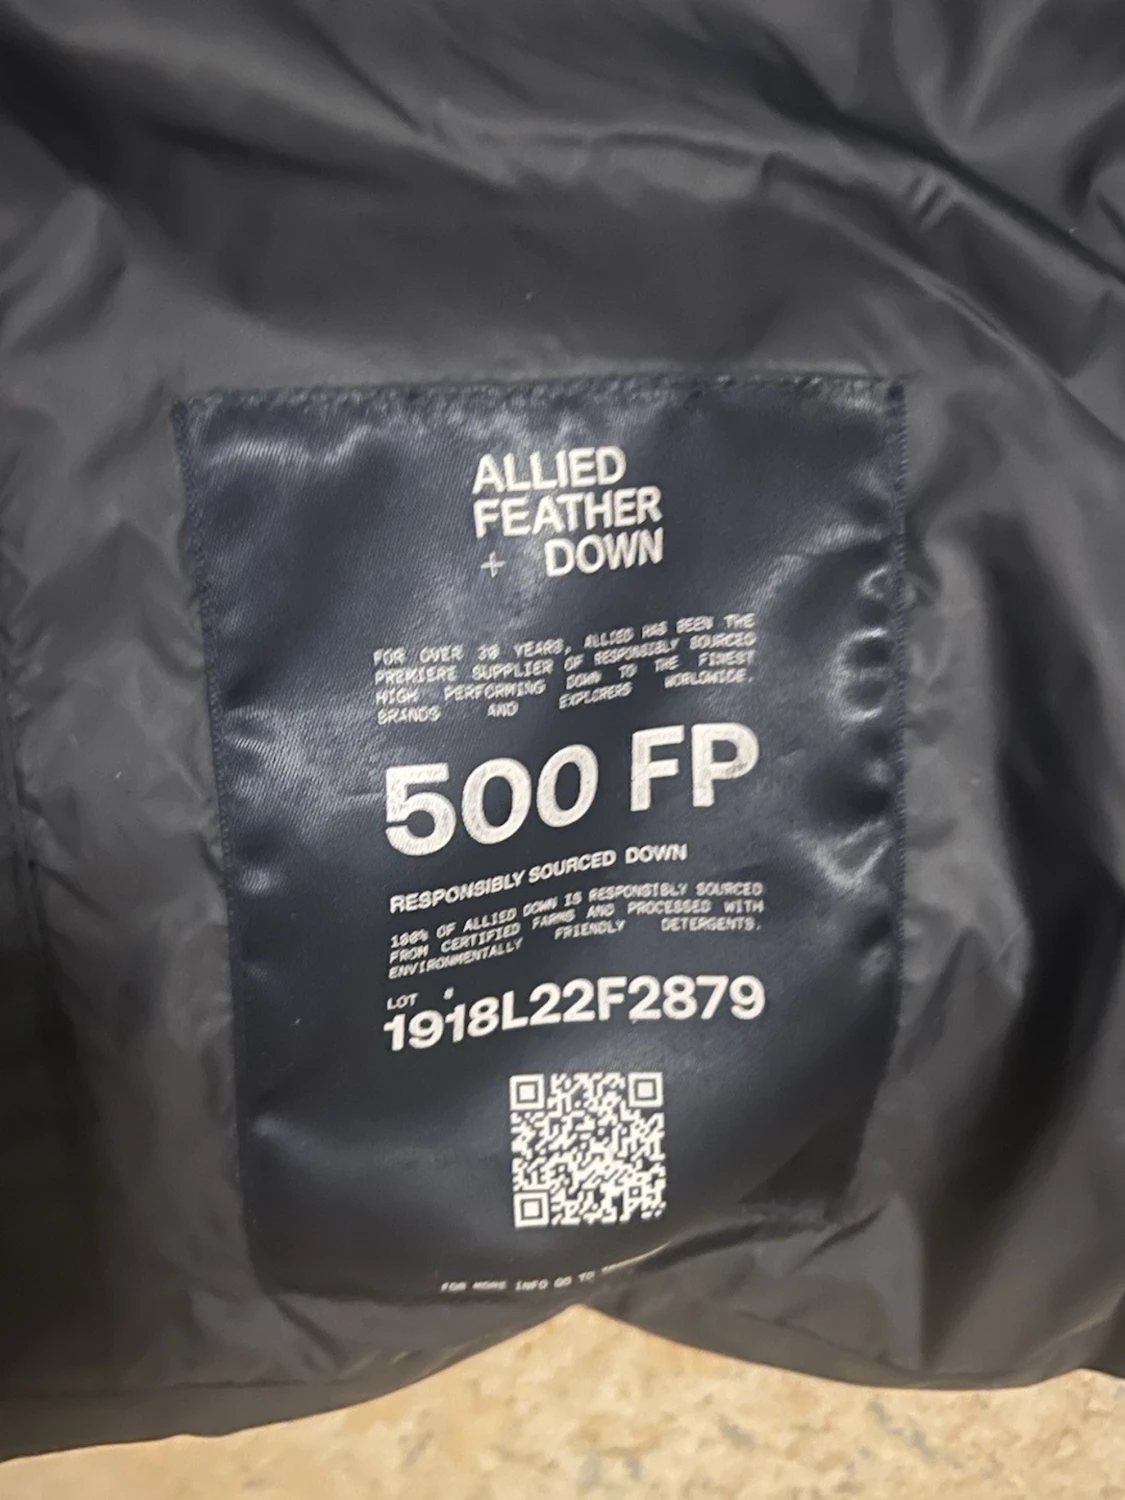 ALLIED
FEATHER
+ DOWN
FOR OVER 30 YEARS, ALLIED HAS BEEN THE
PREMIERE SUPPLIER OF RESPONSIBLY SOURCED
HIGH PERFORMING DOWN TO THE FINEST
BRANDS AND EXPLORERS WORLDWIDE.
500 FP
RESPONSIBLY SOURCED DOWN
100% OF ALLIED DOWN IS RESPONSIBLY SOURCED
FROM CERTIFIED FARMS AND PROCESSED WITH
ENVIRONMENTALLY FRIENDLY DETERGENTS.
LOT #
1918L22F2879
FOR MORE INFO GO TO